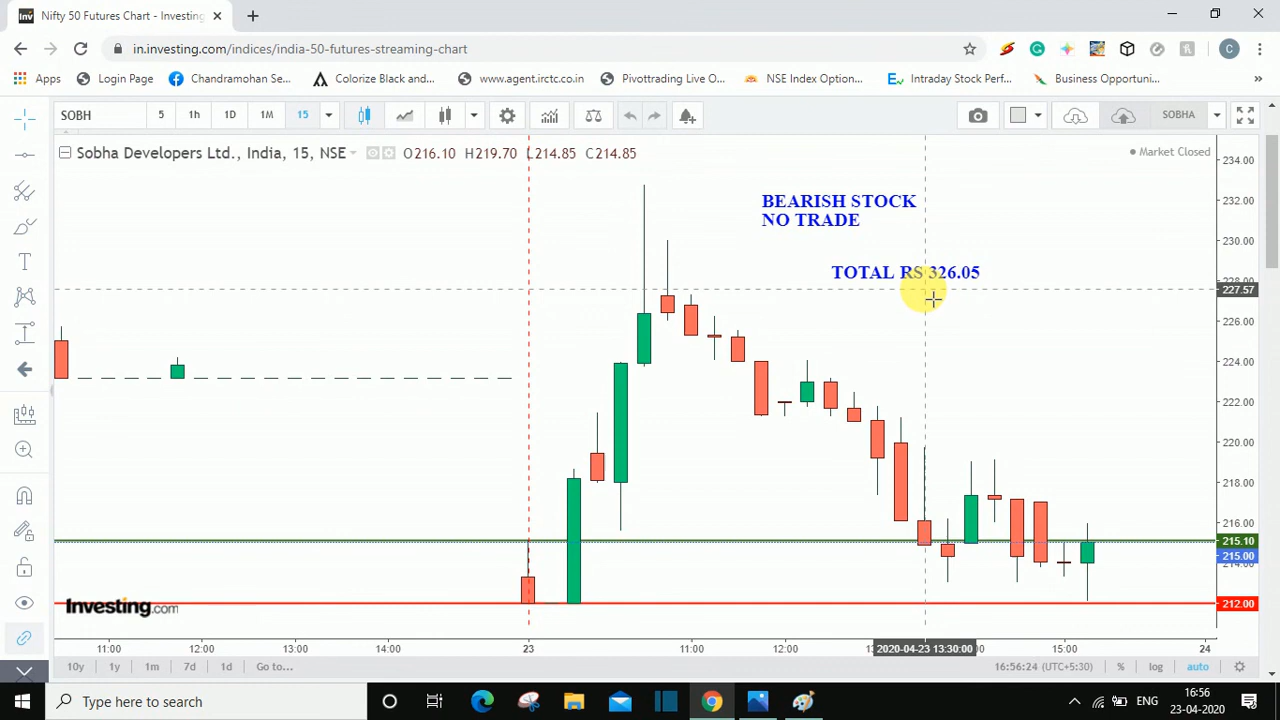 Nifty 50 Futures Chart - Investing
in.investing.com/indices/india-50-futures-streaming-chart
C
Apps Login Page Chandramohan Se... Colorize Black and... www.agent.irctc.co.in Pivottrading Live C... NSE Index Option... Intraday Stock Perf... Business Opportuni... »
SOBH 5 1h 1D 1M 15 SOBHA
Sobha Developers Ltd., India, 15, NSE O216.10 H219.70 L214.85 C214.85
Market Closed
234.00
BEARISH STOCK
232.00
NO TRADE
230.00
TOTAL RS 326.05
227.57
226.00
224.00
222.00
220.00
218.00
216.00
215.10
215.00
214.00
Investing.com
212.00
11:00 12:00 13:00 14:00 23 11:00 12:00 2020-04-23 13:30:00 15:00 24
10y 1y 1m 7d 1d Go to... 16:56:24 (UTC+5:30) % log auto
Type here to search
ENG
16:56
23-04-2020